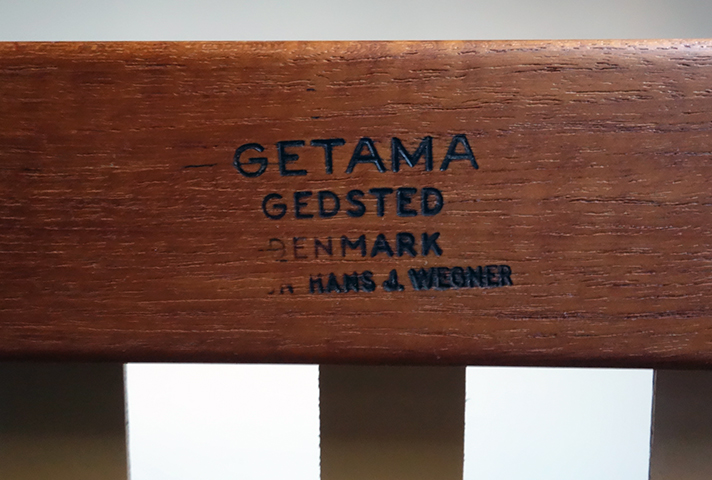 GETAMA
GEDSTED
DENMARK
HANS J. WEGNER